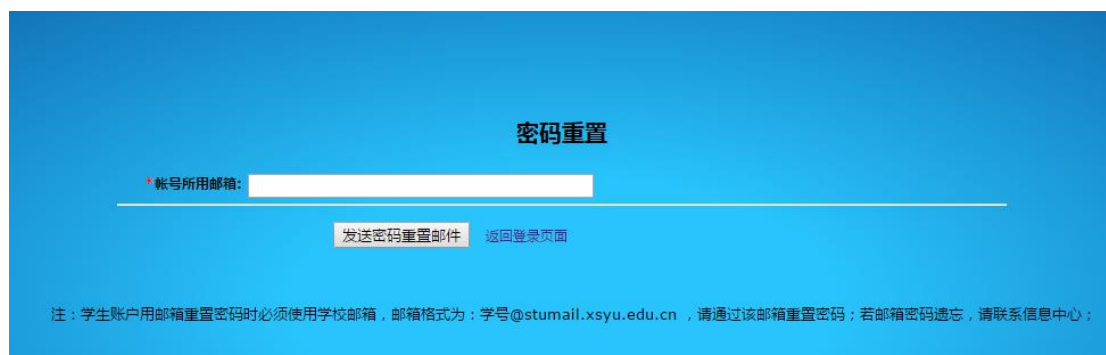 密码重置
*帐号所用邮箱:
发送密码重置邮件 返回登录页面
注：学生账户用邮箱重置密码时必须使用学校邮箱，邮箱格式为：学号@stumail.xsyu.edu.cn ，请通过该邮箱重置密码；若邮箱密码遗忘，请联系信息中心；